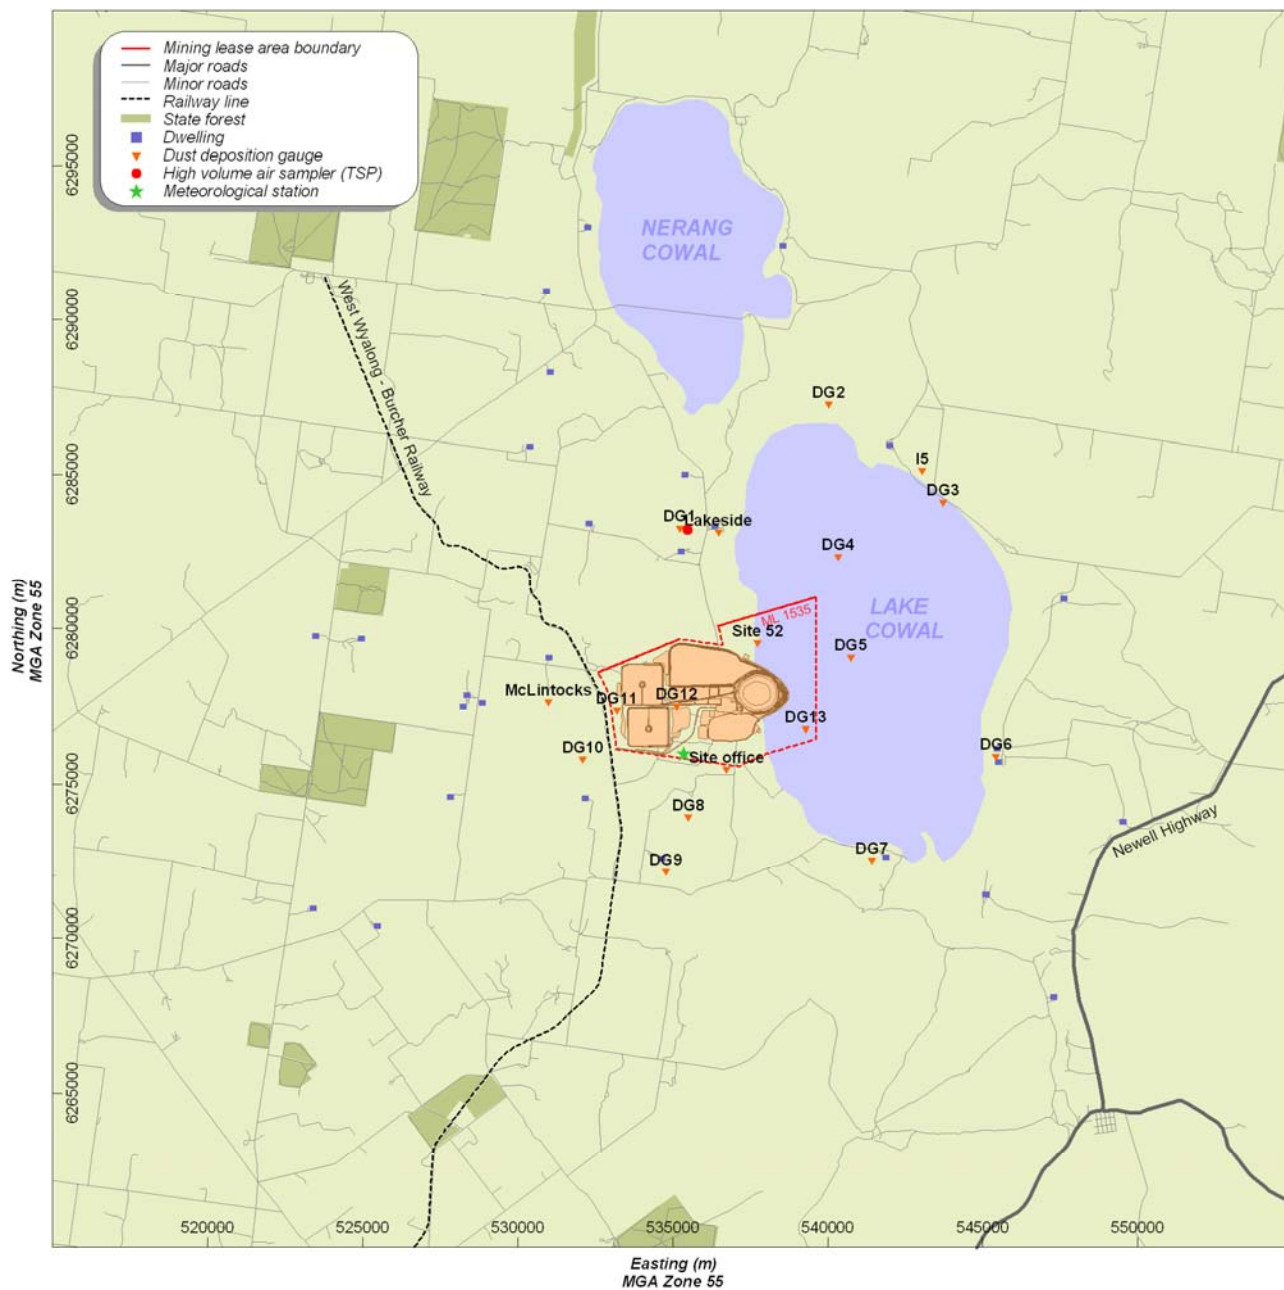 Mining lease area boundary
Major roads
Minor roads
Railway line
State forest
Dwelling
Dust deposition gauge
High volume air sampler (TSP)
Meteorological station
NERANG
COWAL
West Wyalong - Burcher Railway
DG2
I5
DG3
DG1
Lakeside
DG4
LAKE
COWAL
ML 1535
Site 52
DG5
McLintocks
DG11
DG12
DG13
DG10
Site office
DG6
DG8
DG7
DG9
Newell Highway
6295000
6290000
6285000
6280000
6275000
6270000
6265000
Northing (m)
MGA Zone 55
520000
525000
530000
535000
540000
545000
550000
Easting (m)
MGA Zone 55